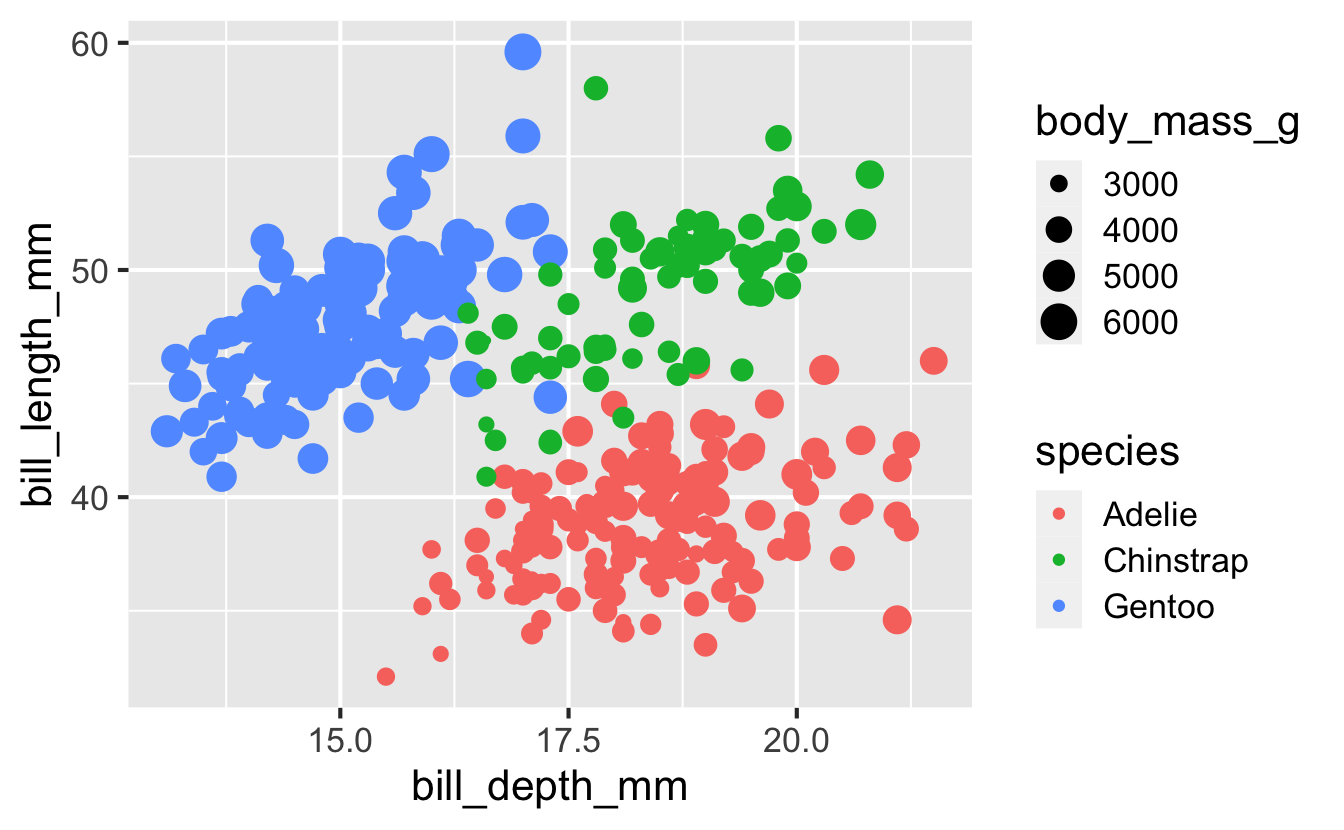 60
50
40
bill_length_mm
15.0 17.5 20.0
bill_depth_mm
body_mass_g
3000
4000
5000
6000
species
Adelie
Chinstrap
Gentoo